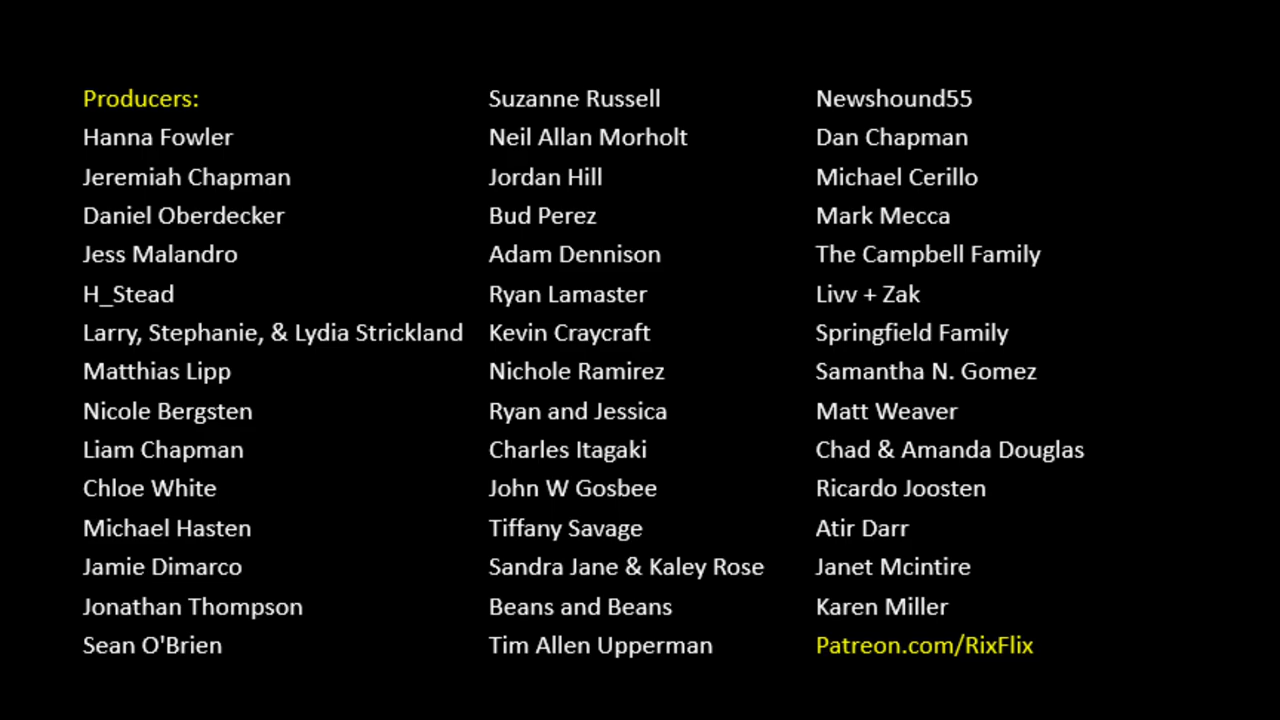 Producers:
Hanna Fowler
Jeremiah Chapman
Daniel Oberdecker
Jess Malandro
H_Stead
Larry, Stephanie, & Lydia Strickland
Matthias Lipp
Nicole Bergsten
Liam Chapman
Chloe White
Michael Hasten
Jamie Dimarco
Jonathan Thompson
Sean O'Brien
Suzanne Russell
Neil Allan Morholt
Jordan Hill
Bud Perez
Adam Dennison
Ryan Lamaster
Kevin Craycraft
Nichole Ramirez
Ryan and Jessica
Charles Itagaki
John W Gosbee
Tiffany Savage
Sandra Jane & Kaley Rose
Beans and Beans
Tim Allen Upperman
Newshound55
Dan Chapman
Michael Cerillo
Mark Mecca
The Campbell Family
Livv + Zak
Springfield Family
Samantha N. Gomez
Matt Weaver
Chad & Amanda Douglas
Ricardo Joosten
Atir Darr
Janet Mcintire
Karen Miller
Patreon.com/RixFlix